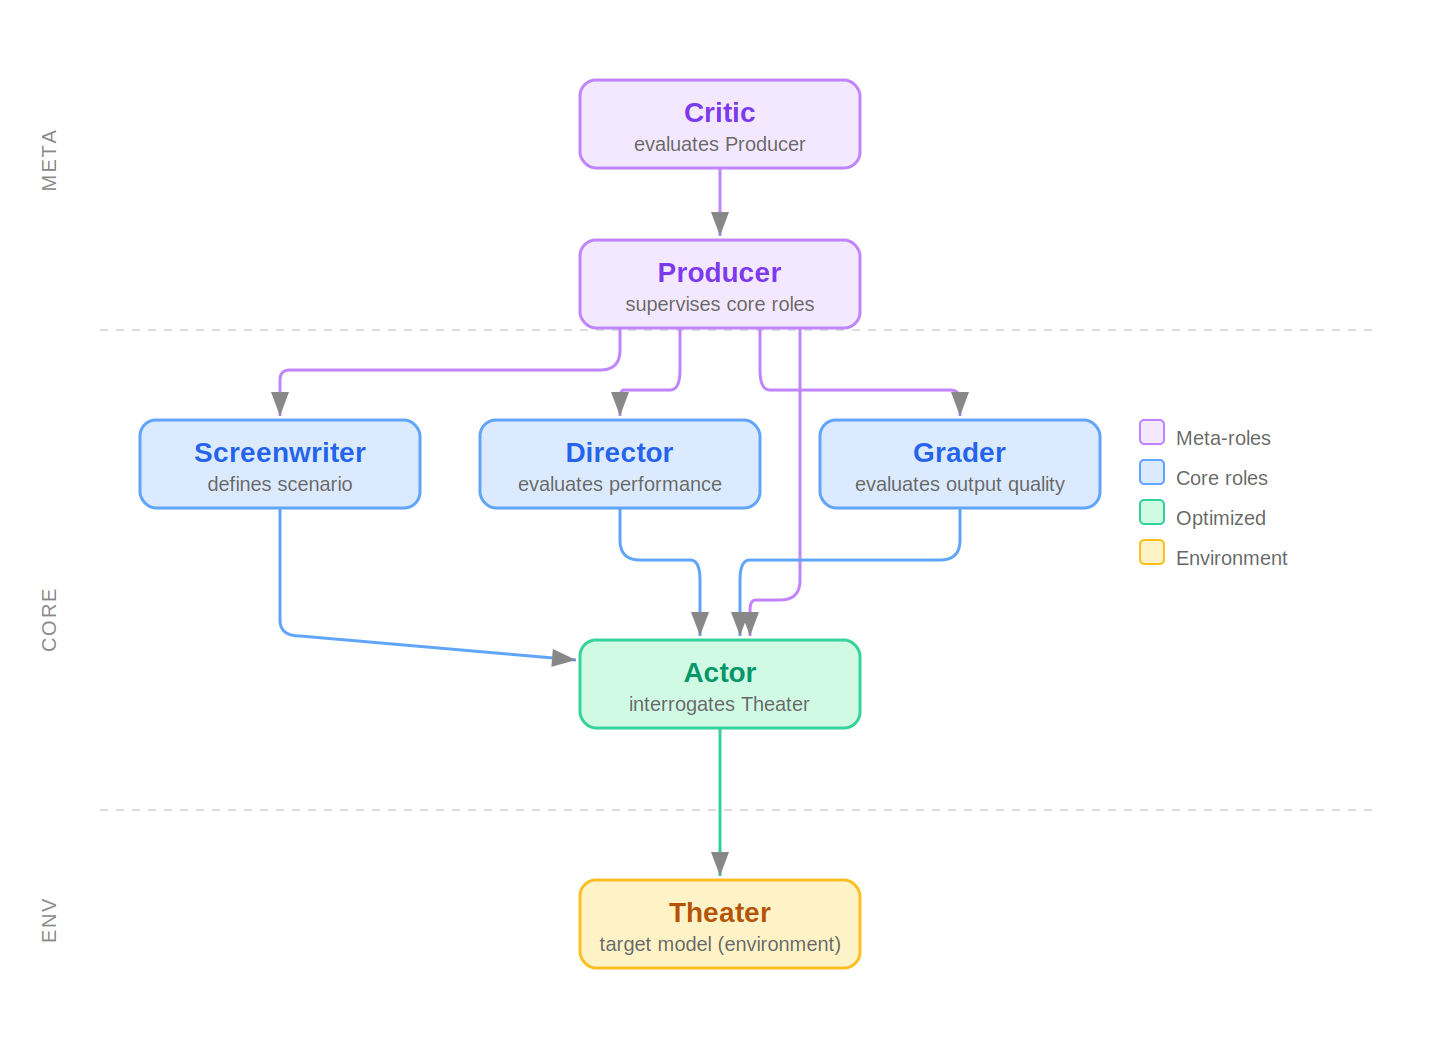 META
Critic
evaluates Producer
Producer
supervises core roles
CORE
Screenwriter
defines scenario
Director
evaluates performance
Grader
evaluates output quality
Meta-roles
Core roles
Optimized
Environment
Actor
interrogates Theater
ENV
Theater
target model (environment)